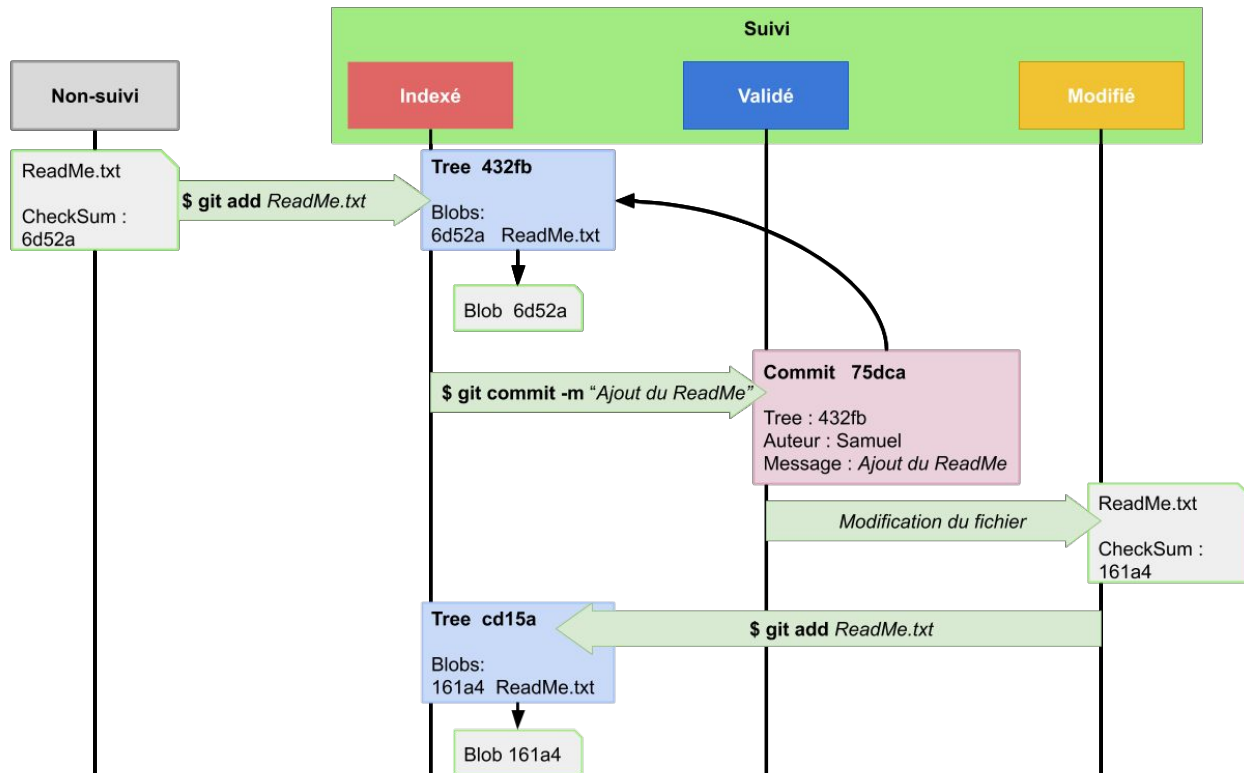 Suivi
Non-suivi
Indexé
Validé
Modifié
ReadMe.txt
CheckSum :
6d52a
$ git add ReadMe.txt
Tree 432fb
Blobs:
6d52a ReadMe.txt
Blob 6d52a
$ git commit -m “Ajout du ReadMe”
Commit 75dca
Tree : 432fb
Auteur : Samuel
Message : Ajout du ReadMe
Modification du fichier
ReadMe.txt
CheckSum :
161a4
Tree cd15a
Blobs:
161a4 ReadMe.txt
$ git add ReadMe.txt
Blob 161a4